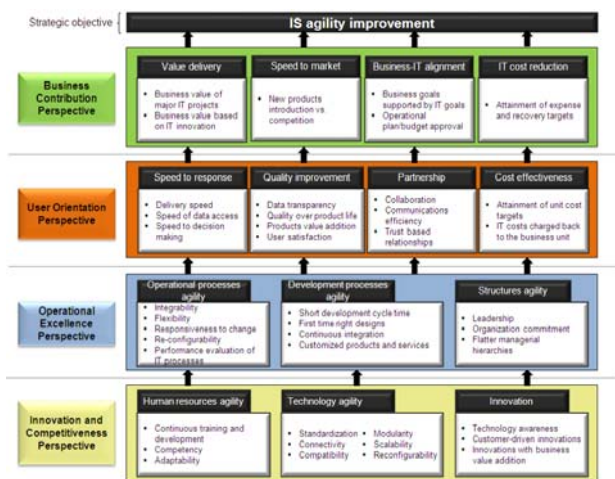 Strategic objective
IS agility improvement
Business
Contribution
Perspective
Value delivery
• Business value of
major IT projects
• Business value based
on IT innovation
Speed to market
• New products
introduction vs.
competition
Business-IT alignment
• Business goals
supported by IT goals
• Operational
plan/budget approval
IT cost reduction
• Attainment of expense
and recovery targets
User Orientation
Perspective
Speed to response
• Delivery speed
• Speed of data access
• Speed to decision
making
Quality improvement
• Data transparency
• Quality over product life
• Products value addition
• User satisfaction
Partnership
• Collaboration
• Communications
efficiency
• Trust based
relationships
Cost effectiveness
• Attainment of unit cost
targets
• IT costs charged back
to the business unit
Operational
Excellence
Perspective
Operational processes
agility
• Integrability
• Flexibility
• Responsiveness to change
• Re-configurability
• Performance evaluation of
IT processes
Development processes
agility
• Short development cycle time
• First time right designs
• Continuous integration
• Customized products and services
Structures agility
• Leadership
• Organization commitment
• Flatter managerial
hierarchies
Innovation and
Competitiveness
Perspective
Human resources agility
• Continuous training and
development
• Competency
• Adaptability
Technology agility
• Standardization
• Connectivity
• Compatibility
• Modularity
• Scalability
• Reconfigurability
Innovation
• Technology awareness
• Customer-driven innovations
• Innovations with business
value addition